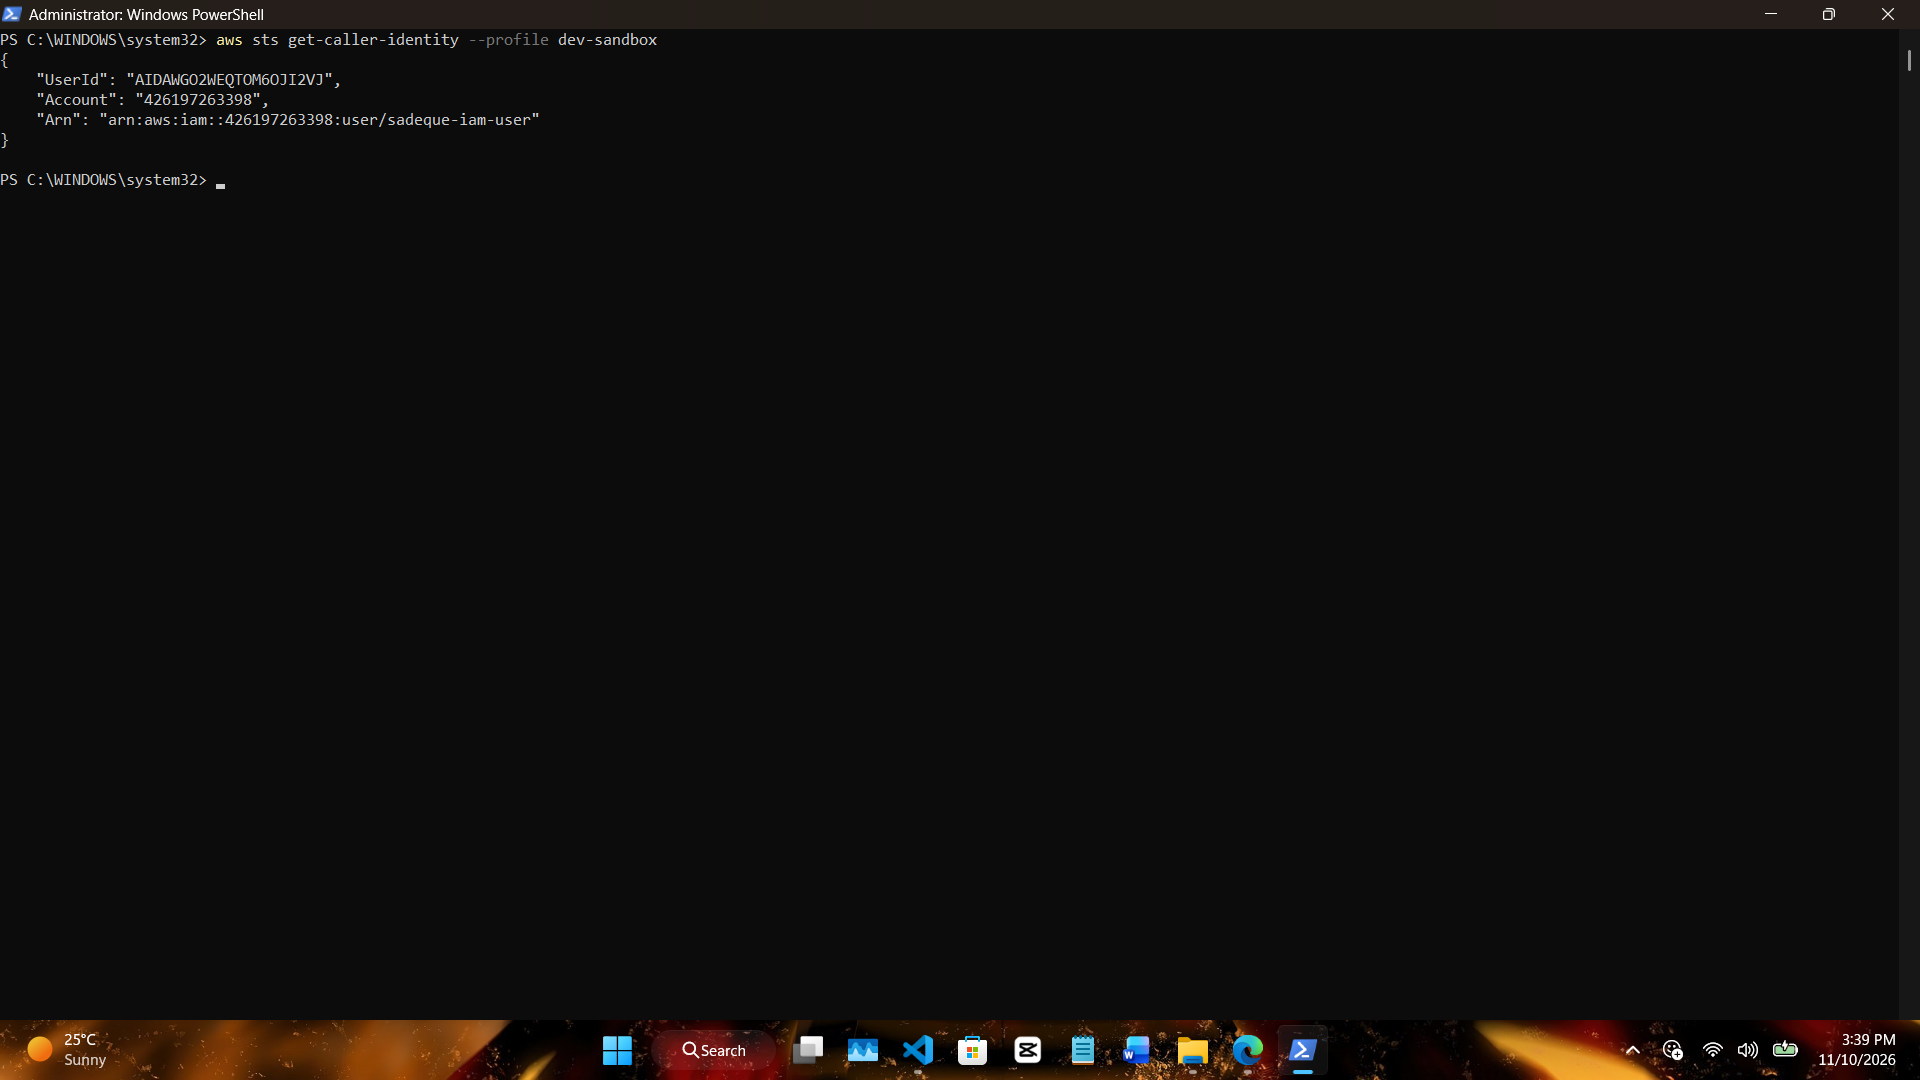 Administrator: Windows PowerShell
PS C:\WINDOWS\system32> aws sts get-caller-identity --profile dev-sandbox
{
    "UserId": "AIDAWGO2WEQTOM6OJI2VJ",
    "Account": "426197263398",
    "Arn": "arn:aws:iam::426197263398:user/sadeque-iam-user"
}
PS C:\WINDOWS\system32>
25°C
Sunny
Search
3:39 PM
11/10/2026